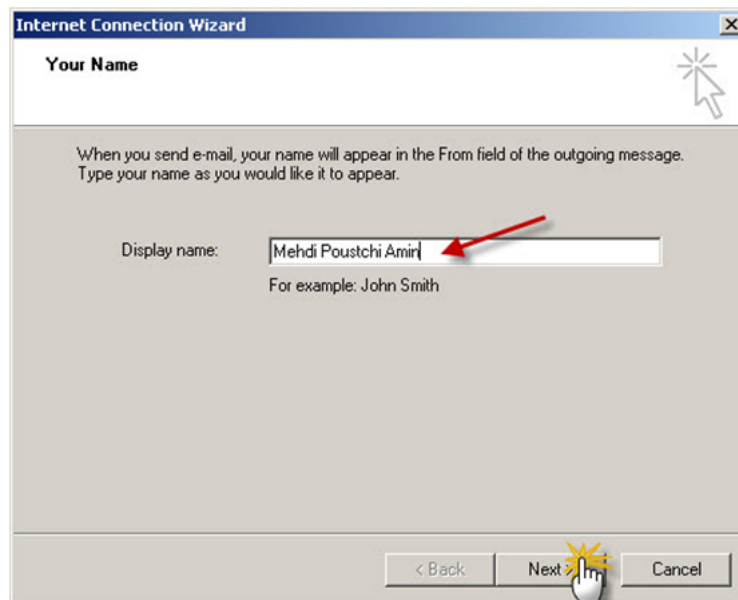 Internet Connection Wizard
Your Name
When you send e-mail, your name will appear in the From field of the outgoing message.
Type your name as you would like it to appear.
Display name: Mehdi Poustchi Amin
For example: John Smith
< Back Next > Cancel